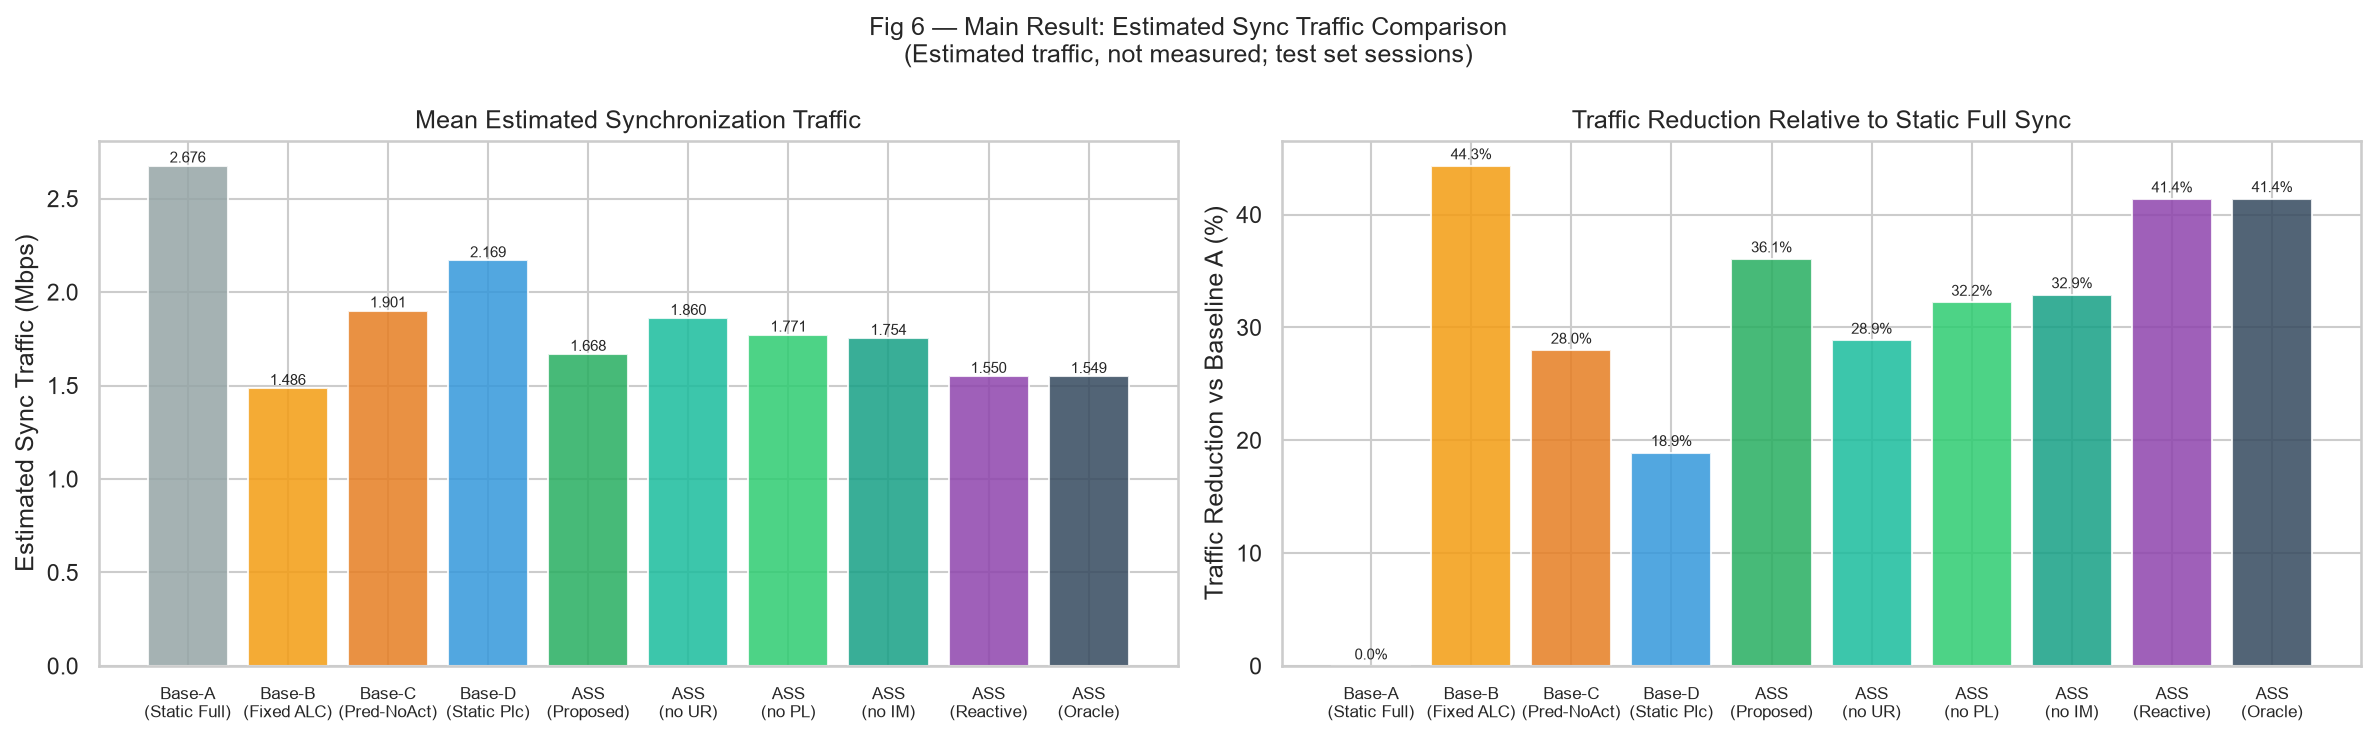 Fig 6 — Main Result: Estimated Sync Traffic Comparison
(Estimated traffic, not measured; test set sessions)
Mean Estimated Synchronization Traffic
Estimated Sync Traffic (Mbps)
2.5
2.0
1.5
1.0
0.5
0.0
2.676
1.486
1.901
2.169
1.668
1.860
1.771
1.754
1.550
1.549
Base-A
(Static Full)
Base-B
(Fixed ALC)
Base-C
(Pred-NoAct)
Base-D
(Static Plc)
ASS
(Proposed)
ASS
(no UR)
ASS
(no PL)
ASS
(no IM)
ASS
(Reactive)
ASS
(Oracle)
Traffic Reduction Relative to Static Full Sync
Traffic Reduction vs Baseline A (%)
40
30
20
10
0
0.0%
44.3%
28.0%
18.9%
36.1%
28.9%
32.2%
32.9%
41.4%
41.4%
Base-A
(Static Full)
Base-B
(Fixed ALC)
Base-C
(Pred-NoAct)
Base-D
(Static Plc)
ASS
(Proposed)
ASS
(no UR)
ASS
(no PL)
ASS
(no IM)
ASS
(Reactive)
ASS
(Oracle)